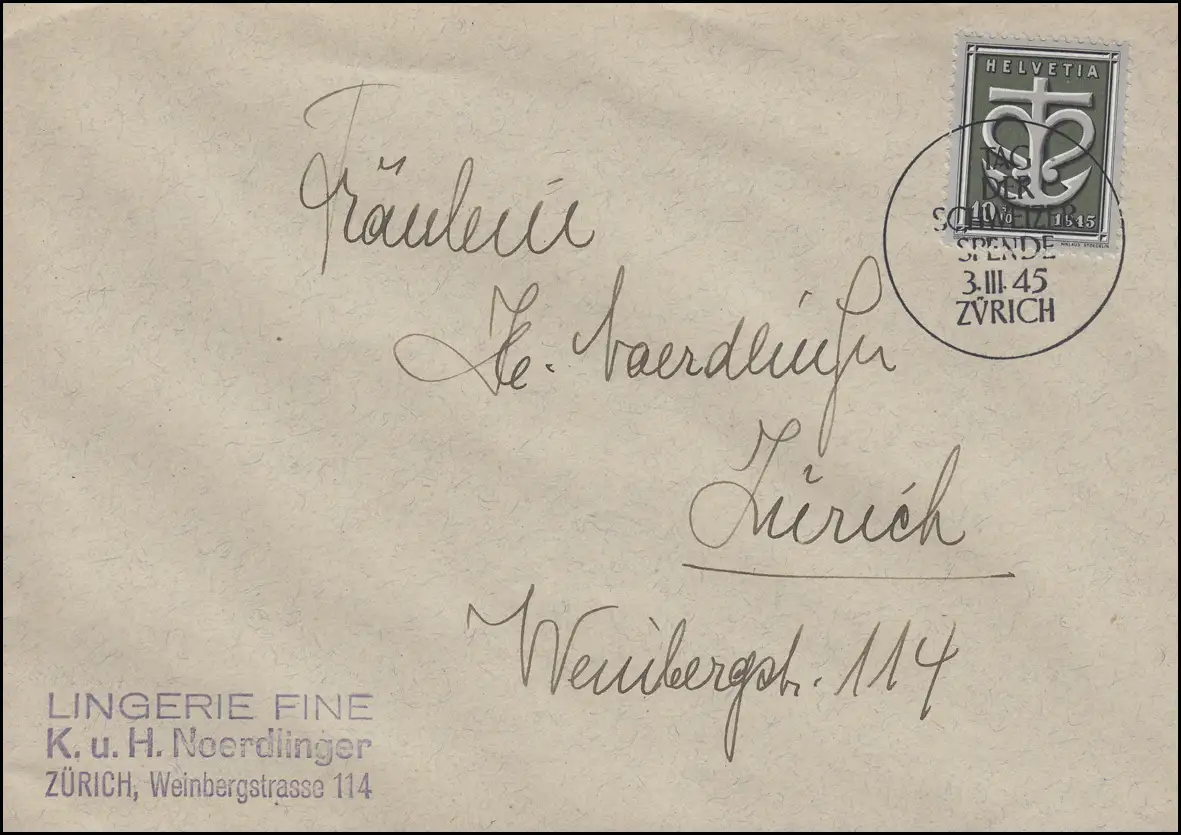 HELVETIA
10
1945
TAG
DER
SCHWEIZER
SPENDE
3.III.45
ZÜRICH
Fräulein
Noerdlinger
Zürich
Weinbergstr. 114
LINGERIE FINE
K. u. H. Noerdlinger
ZÜRICH, Weinbergstrasse 114